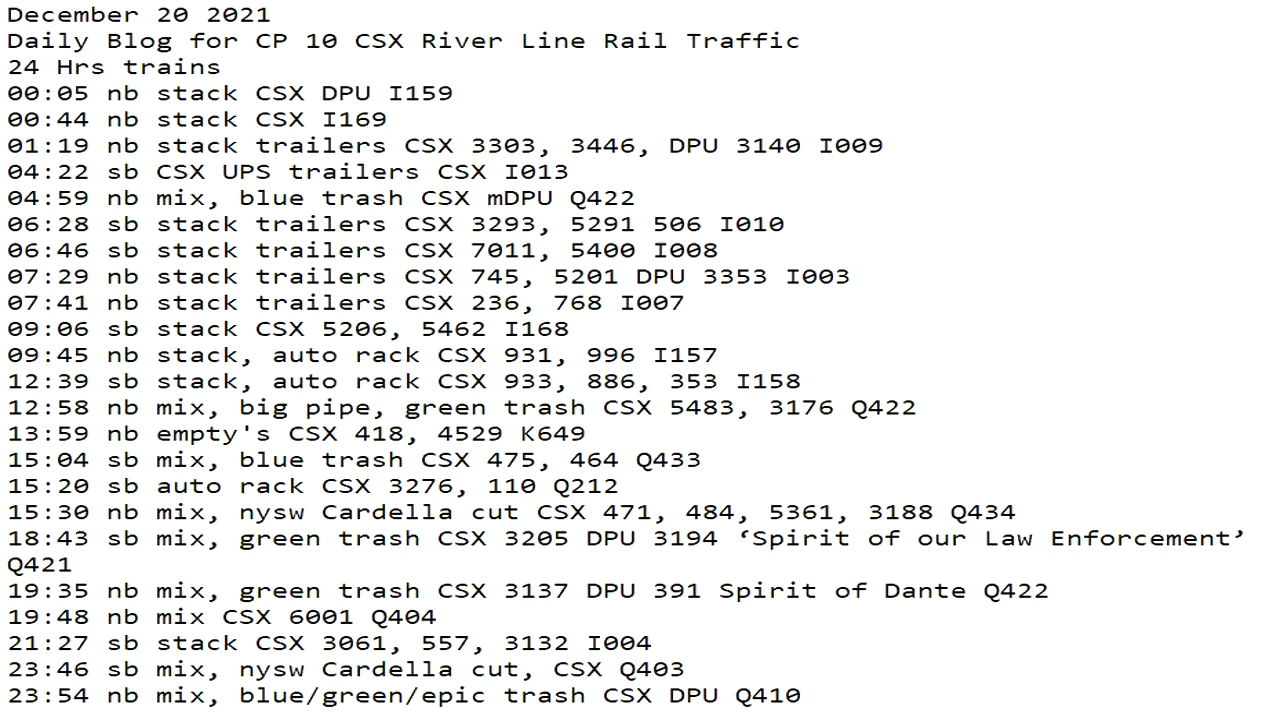 December 20 2021
Daily Blog for CP 10 CSX River Line Rail Traffic
24 Hrs trains
00:05 nb stack CSX DPU I159
00:44 nb stack CSX I169
01:19 nb stack trailers CSX 3303, 3446, DPU 3140 I009
04:22 sb CSX UPS trailers CSX I013
04:59 nb mix, blue trash CSX mDPU Q422
06:28 sb stack trailers CSX 3293, 5291 506 I010
06:46 sb stack trailers CSX 7011, 5400 I008
07:29 nb stack trailers CSX 745, 5201 DPU 3353 I003
07:41 nb stack trailers CSX 236, 768 I007
09:06 sb stack CSX 5206, 5462 I168
09:45 nb stack, auto rack CSX 931, 996 I157
12:39 sb stack, auto rack CSX 933, 886, 353 I158
12:58 nb mix, big pipe, green trash CSX 5483, 3176 Q422
13:59 nb empty's CSX 418, 4529 K649
15:04 sb mix, blue trash CSX 475, 464 Q433
15:20 sb auto rack CSX 3276, 110 Q212
15:30 nb mix, nysw Cardella cut CSX 471, 484, 5361, 3188 Q434
18:43 sb mix, green trash CSX 3205 DPU 3194 ‘Spirit of our Law Enforcement’
Q421
19:35 nb mix, green trash CSX 3137 DPU 391 Spirit of Dante Q422
19:48 nb mix CSX 6001 Q404
21:27 sb stack CSX 3061, 557, 3132 I004
23:46 sb mix, nysw Cardella cut, CSX Q403
23:54 nb mix, blue/green/epic trash CSX DPU Q410